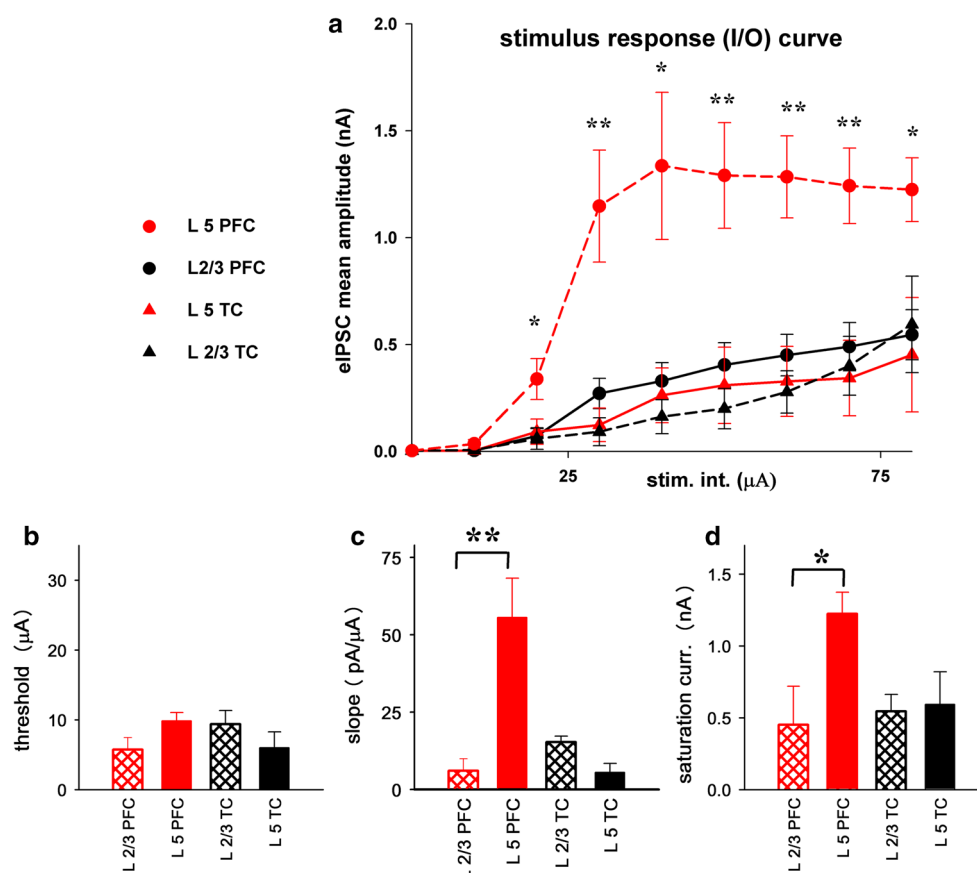 a
stimulus response (I/O) curve
eIPSC mean amplitude (nA)
2.0
1.5
1.0
0.5
0.0
* ** * ** ** ** *
25
75
stim. int. (μA)
L 5 PFC
L2/3 PFC
L 5 TC
L 2/3 TC
b
threshold (μA)
30
20
10
0
L 2/3 PFC
L 5 PFC
L 2/3 TC
L 5 TC
c
**
slope ( pA/μA)
75
50
25
0
L 2/3 PFC
L 5 PFC
L 2/3 TC
L 5 TC
d
*
saturation curr. (nA)
1.5
1.0
0.5
0.0
L 2/3 PFC
L 5 PFC
L 2/3 TC
L 5 TC